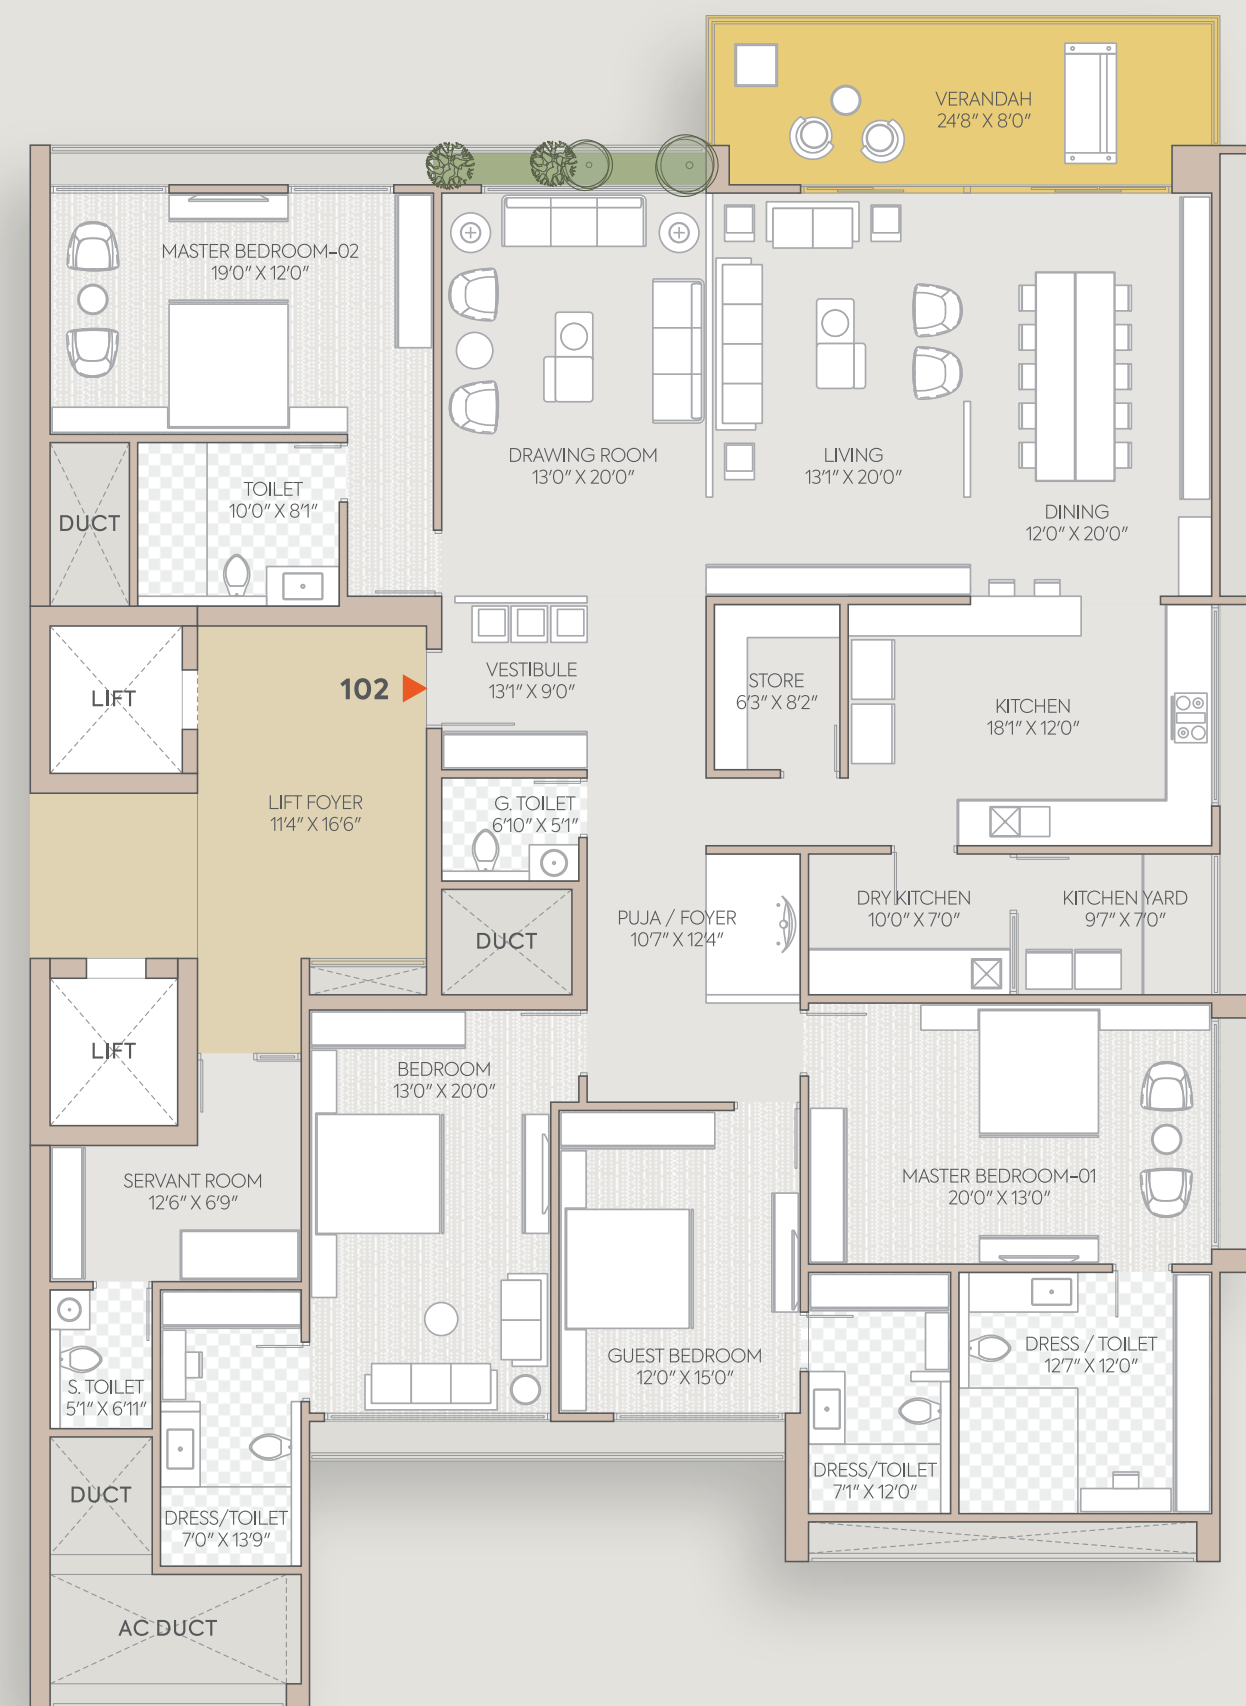 VERANDAH
24'8" X 8'0"
MASTER BEDROOM-02
19'0" X 12'0"
DRAWING ROOM
13'0" X 20'0"
LIVING
13'1" X 20'0"
DINING
12'0" X 20'0"
TOILET
10'0" X 8'1"
DUCT
LIFT
102
VESTIBULE
13'1" X 9'0"
STORE
6'3" X 8'2"
KITCHEN
18'1" X 12'0"
LIFT FOYER
11'4" X 16'6"
G. TOILET
6'10" X 5'1"
DUCT
PUJA / FOYER
10'7" X 12'4"
DRY KITCHEN
10'0" X 7'0"
KITCHEN YARD
9'7" X 7'0"
LIFT
BEDROOM
13'0" X 20'0"
SERVANT ROOM
12'6" X 6'9"
MASTER BEDROOM-01
20'0" X 13'0"
S. TOILET
5'1" X 6'11"
GUEST BEDROOM
12'0" X 15'0"
DRESS / TOILET
12'7" X 12'0"
DUCT
DRESS/TOILET
7'0" X 13'9"
DRESS/TOILET
7'1" X 12'0"
AC DUCT